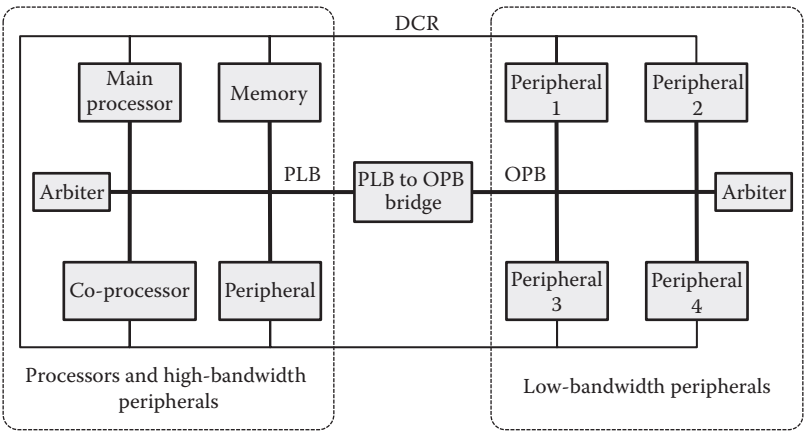 DCR
Main
processor
Memory
Peripheral
1
Peripheral
2
Arbiter
PLB
PLB to OPB
bridge
OPB
Arbiter
Co-processor
Peripheral
Peripheral
3
Peripheral
4
Processors and high-bandwidth
peripherals
Low-bandwidth peripherals